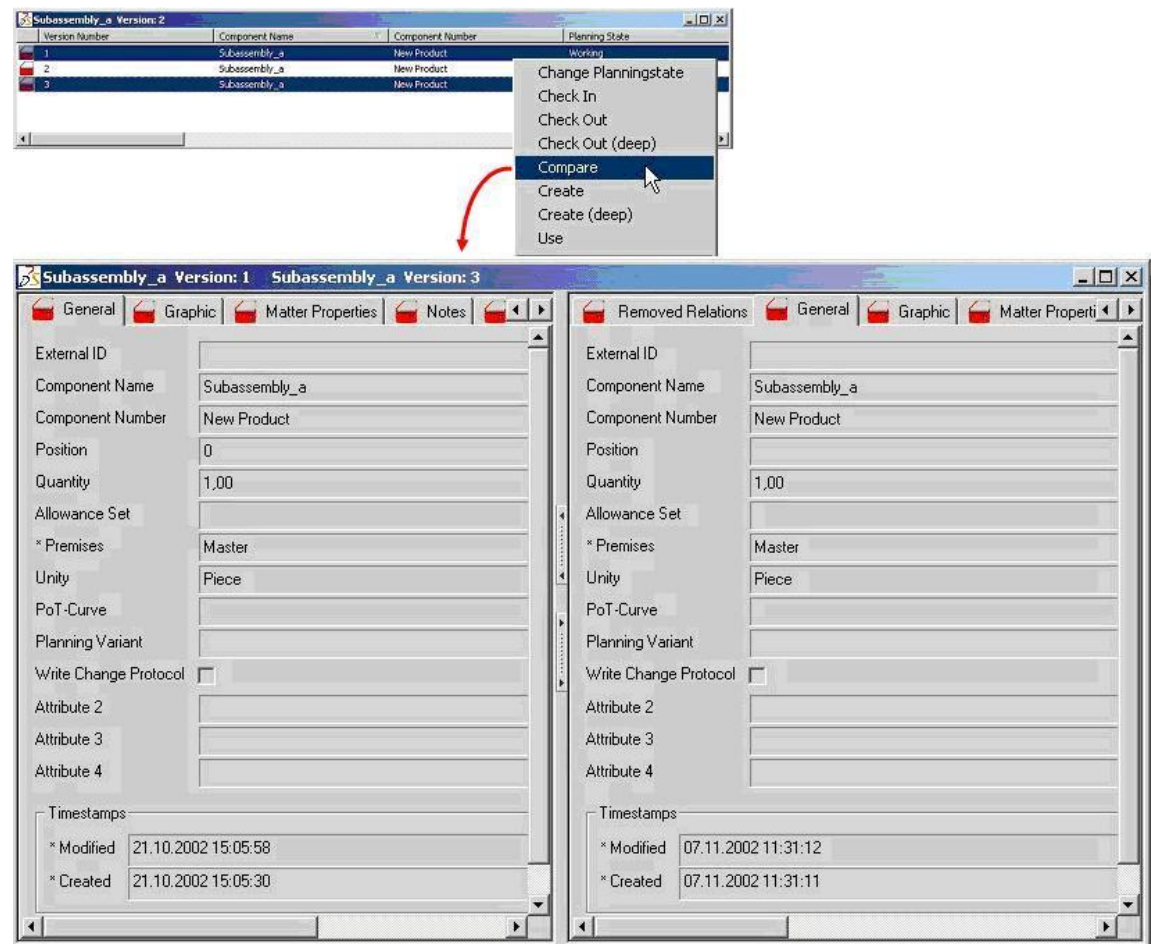 Subassembly_a Version: 2
Version Number Component Name Component Number Planning State
1 Subassembly_a New Product Working
2 Subassembly_a New Product
3 Subassembly_a New Product
Change Planningstate
Check In
Check Out
Check Out (deep)
Compare
Create
Create (deep)
Use
Subassembly_a Version: 1 Subassembly_a Version: 3
General Graphic Matter Properties Notes
External ID
Component Name Subassembly_a
Component Number New Product
Position 0
Quantity 1,00
Allowance Set
* Premises Master
Unity Piece
PoT-Curve
Planning Variant
Write Change Protocol
Attribute 2
Attribute 3
Attribute 4
Timestamps
* Modified 21.10.2002 15:05:58
* Created 21.10.2002 15:05:30
Removed Relations General Graphic Matter Properti
External ID
Component Name Subassembly_a
Component Number New Product
Position
Quantity 1,00
Allowance Set
* Premises Master
Unity Piece
PoT-Curve
Planning Variant
Write Change Protocol
Attribute 2
Attribute 3
Attribute 4
Timestamps
* Modified 07.11.2002 11:31:12
* Created 07.11.2002 11:31:11